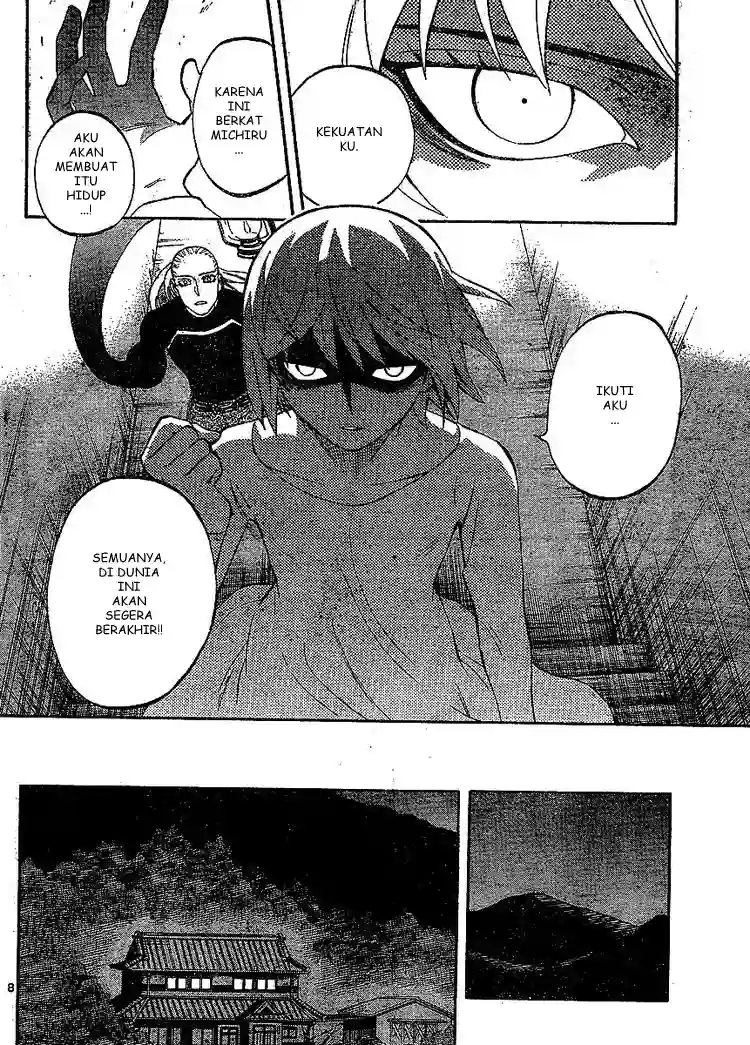 KEKUATAN
KU.
KARENA
INI
BERKAT
MICHIRU
...
AKU
AKAN
MEMBUAT
ITU
HIDUP
...!
IKUTI
AKU
...
SEMUANYA,
DI DUNIA
INI
AKAN
SEGERA
BERAKHIR!!
8